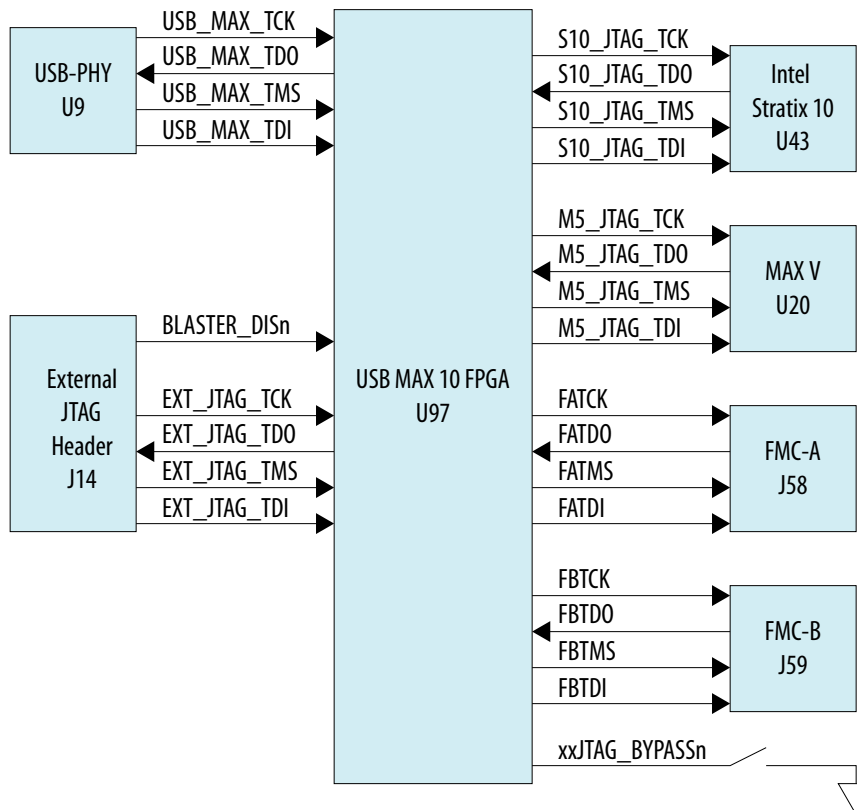 USB-PHY
U9
USB_MAX_TCK
USB_MAX_TDO
USB_MAX_TMS
USB_MAX_TDI
External
JTAG
Header
J14
BLASTER_DISn
EXT_JTAG_TCK
EXT_JTAG_TDO
EXT_JTAG_TMS
EXT_JTAG_TDI
USB MAX 10 FPGA
U97
S10_JTAG_TCK
S10_JTAG_TDO
S10_JTAG_TMS
S10_JTAG_TDI
Intel
Stratix 10
U43
M5_JTAG_TCK
M5_JTAG_TDO
M5_JTAG_TMS
M5_JTAG_TDI
MAX V
U20
FATCK
FATDO
FATMS
FATDI
FMC-A
J58
FBTCK
FBTDO
FBTMS
FBTDI
FMC-B
J59
xxJTAG_BYPASSn